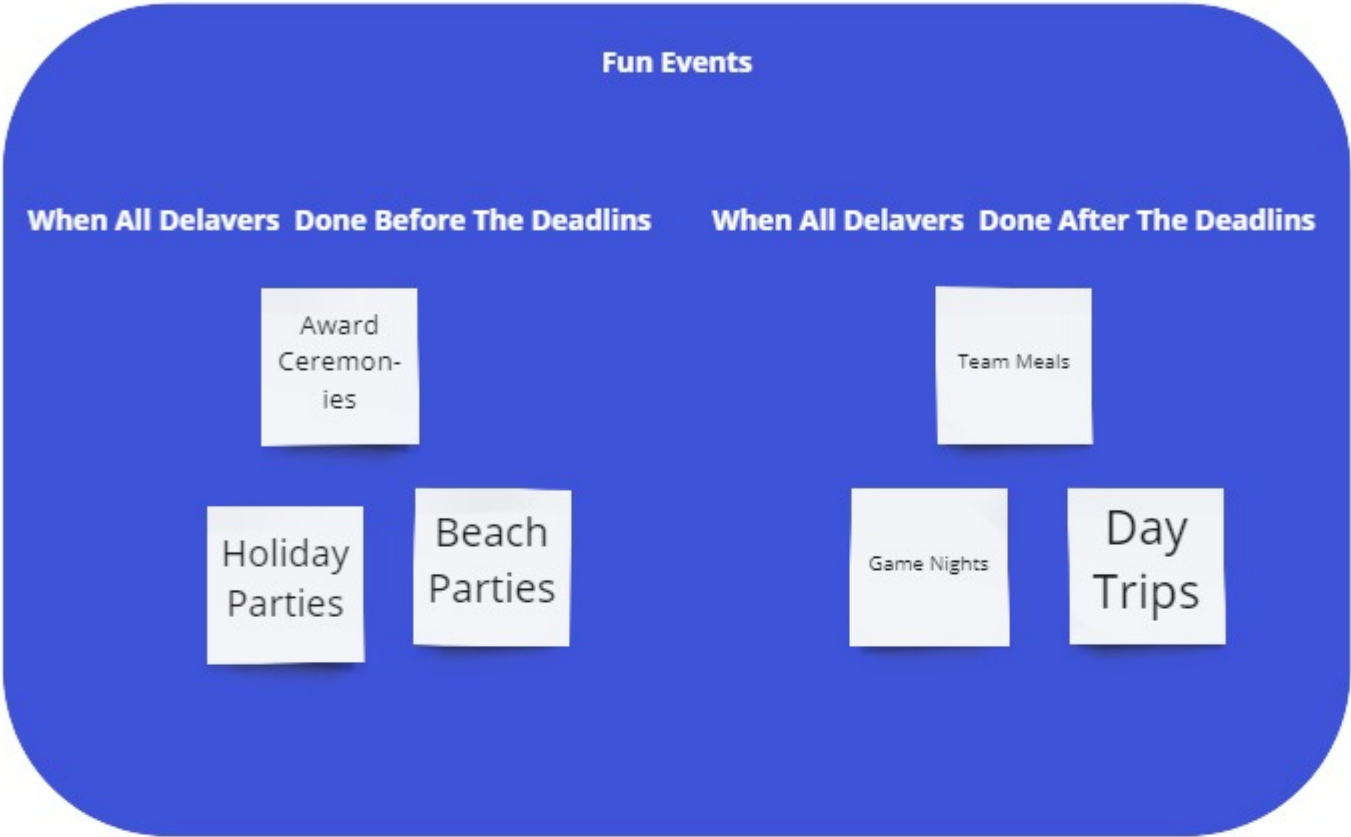 Fun Events
When All Delavers  Done Before The Deadlins
When All Delavers  Done After The Deadlins
Award
Ceremon-
ies
Team Meals
Holiday
Parties
Beach
Parties
Game Nights
Day
Trips